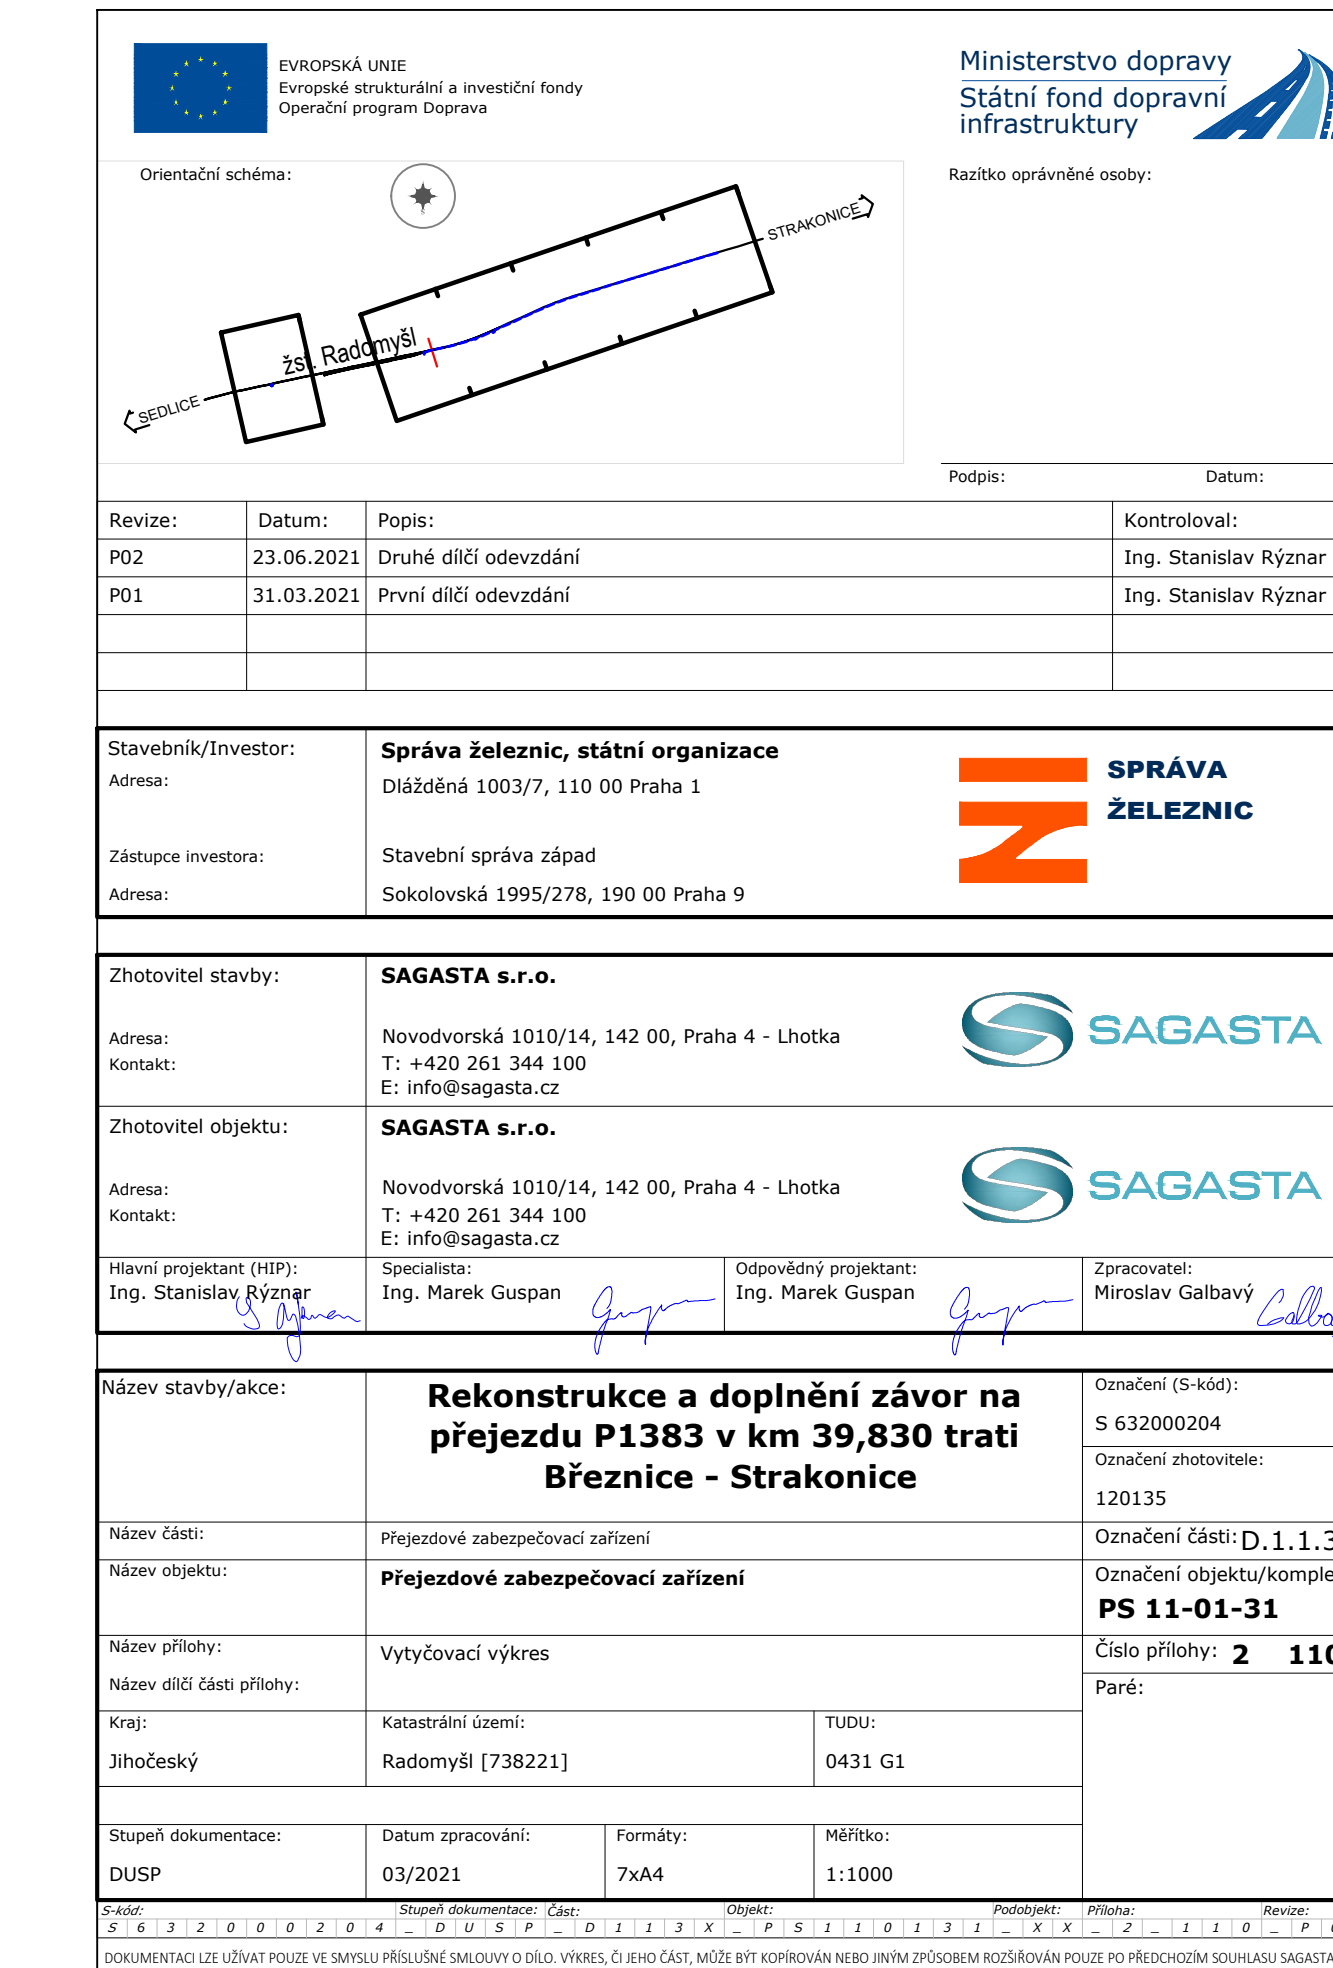 EVROPSKÁ UNIE
Evropské strukturální a investiční fondy
Operační program Doprava
Ministerstvo dopravy
Státní fond dopravní
infrastruktury
Orientační schéma:
Razítko oprávněné osoby:
S
STRAKONICE
žst. Radomyšl
SEDLICE
Podpis: Datum:
Revize: Datum: Popis: Kontroloval:
P02 23.06.2021 Druhé dílčí odevzdání Ing. Stanislav Rýznar
P01 31.03.2021 První dílčí odevzdání Ing. Stanislav Rýznar
Stavebník/Investor: Správa železnic, státní organizace
Adresa: Dlážděná 1003/7, 110 00 Praha 1
SPRÁVA
ŽELEZNIC
Zástupce investora: Stavební správa západ
Adresa: Sokolovská 1995/278, 190 00 Praha 9
Zhotovitel stavby: SAGASTA s.r.o.
SAGASTA
Adresa: Novodvorská 1010/14, 142 00, Praha 4 - Lhotka
Kontakt: T: +420 261 344 100
E: info@sagasta.cz
Zhotovitel objektu: SAGASTA s.r.o.
SAGASTA
Adresa: Novodvorská 1010/14, 142 00, Praha 4 - Lhotka
Kontakt: T: +420 261 344 100
E: info@sagasta.cz
Hlavní projektant (HIP): Specialista: Odpovědný projektant: Zpracovatel:
Ing. Stanislav Rýznar Ing. Marek Guspan Ing. Marek Guspan Miroslav Galbavý
Název stavby/akce:
Rekonstrukce a doplnění závor na
přejezdu P1383 v km 39,830 trati
Březnice - Strakonice
Označení (S-kód):
S 632000204
Označení zhotovitele:
120135
Název části: Přejezdové zabezpečovací zařízení Označení části: D.1.1.3
Název objektu: Přejezdové zabezpečovací zařízení
Označení objektu/komple
PS 11-01-31
Název přílohy: Vytyčovací výkres Číslo přílohy: 2 110
Název dílčí části přílohy: Paré:
Kraj: Katastrální území: TUDU:
Jihočeský Radomyšl [738221] 0431 G1
Stupeň dokumentace: Datum zpracování: Formáty: Měřítko:
DUSP 03/2021 7xA4 1:1000
S-kód: Stupeň dokumentace: Část: Objekt: Podobjekt: Příloha: Revize:
S 6 3 2 0 0 0 2 0 4 _ D U S P _ D 1 1 3 X _ P S 1 1 0 1 3 1 _ X X _ 2 _ 1 1 0 _ P 0
DOKUMENTACI LZE UŽÍVAT POUZE VE SMYSLU PŘÍSLUŠNÉ SMLOUVY O DÍLO. VÝKRES, ČI JEHO ČÁST, MŮŽE BÝT KOPÍROVÁN NEBO JINÝM ZPŮSOBEM ROZŠIŘOVÁN POUZE PO PŘEDCHOZÍM SOUHLASU SAGASTA